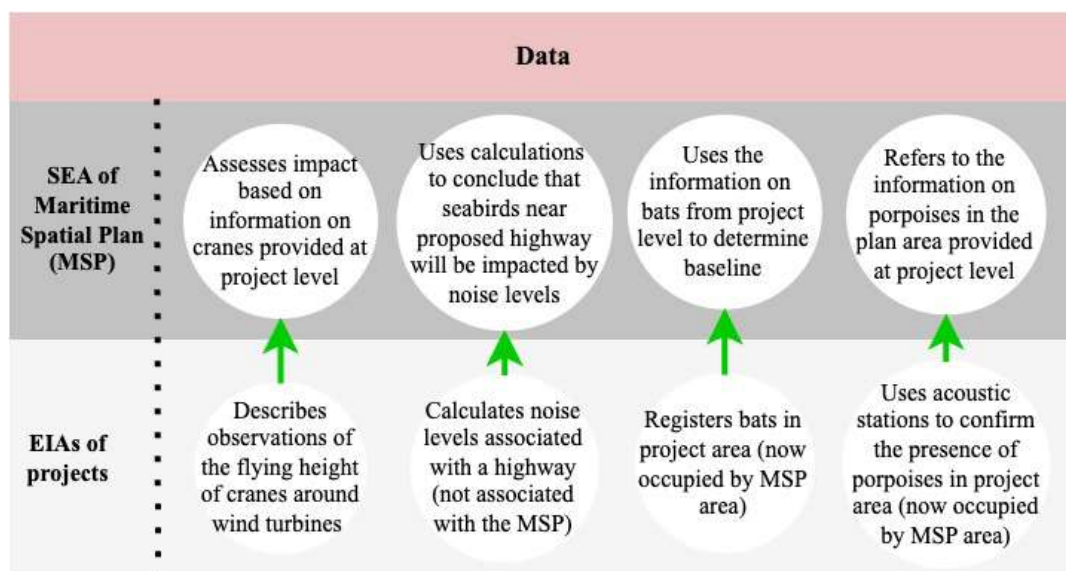 Data
SEA of
Maritime
Spatial Plan
(MSP)
Assesses impact
based on
information on
cranes provided at
project level
Uses calculations
to conclude that
seabirds near
proposed highway
will be impacted by
noise levels
Uses the
information on
bats from project
level to determine
baseline
Refers to the
information on
porpoises in the
plan area provided
at project level
EIAs of
projects
Describes
observations of
the flying height
of cranes around
wind turbines
Calculates noise
levels associated
with a highway
(not associated
with the MSP)
Registers bats in
project area (now
occupied by MSP
area)
Uses acoustic
stations to confirm
the presence of
porpoises in project
area (now occupied
by MSP area)